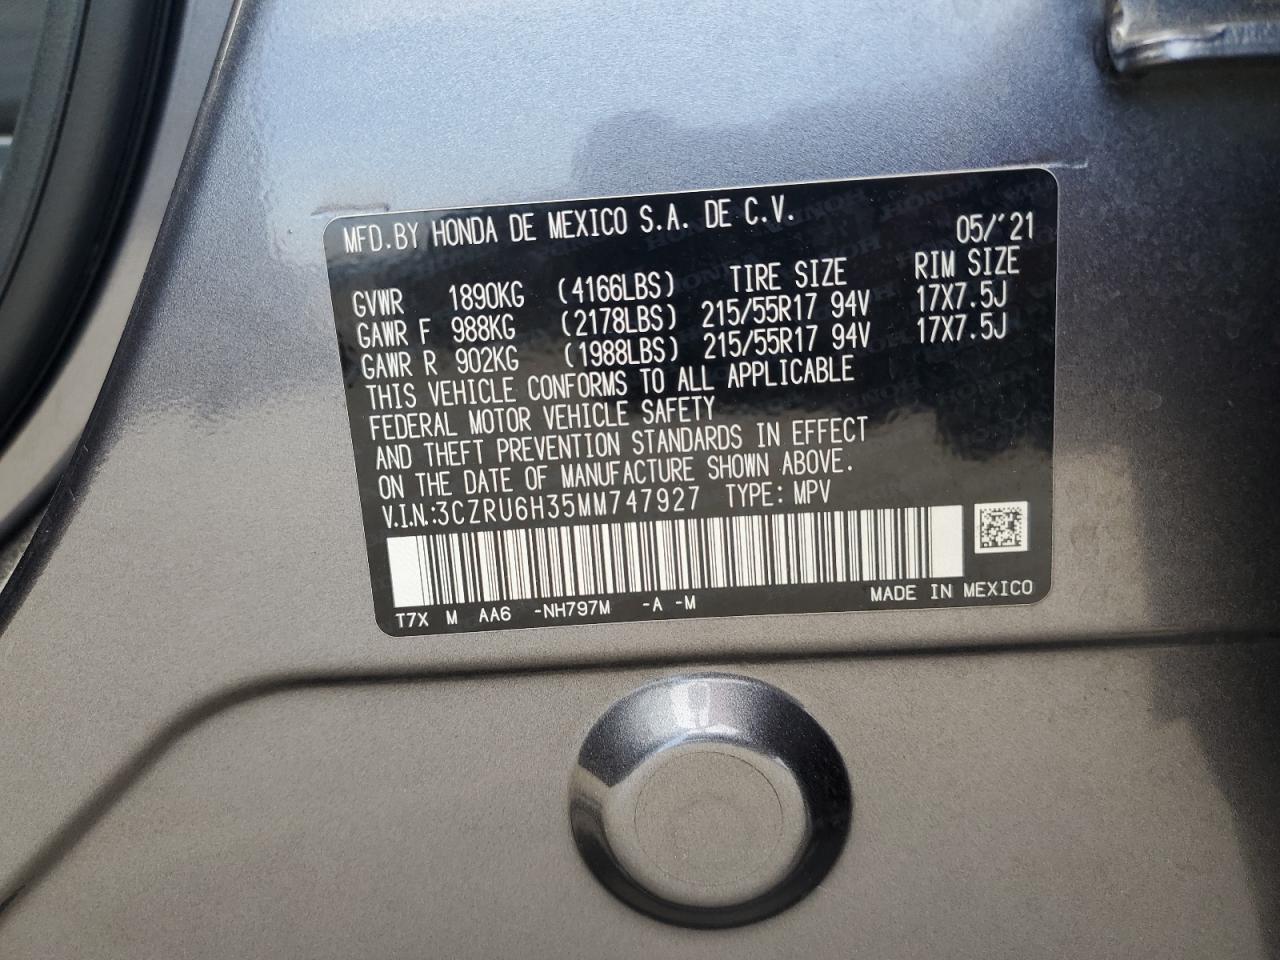 MFD.BY HONDA DE MEXICO S.A. DE C.V.
05/'21
GVWR 1890KG (4166LBS) TIRE SIZE RIM SIZE
GAWR F 988KG (2178LBS) 215/55R17 94V 17X7.5J
GAWR R 902KG (1988LBS) 215/55R17 94V 17X7.5J
THIS VEHICLE CONFORMS TO ALL APPLICABLE
FEDERAL MOTOR VEHICLE SAFETY
AND THEFT PREVENTION STANDARDS IN EFFECT
ON THE DATE OF MANUFACTURE SHOWN ABOVE.
V.I.N.:3CZRU6H35MM747927 TYPE: MPV
T7X M AA6 -NH797M -A -M MADE IN MEXICO